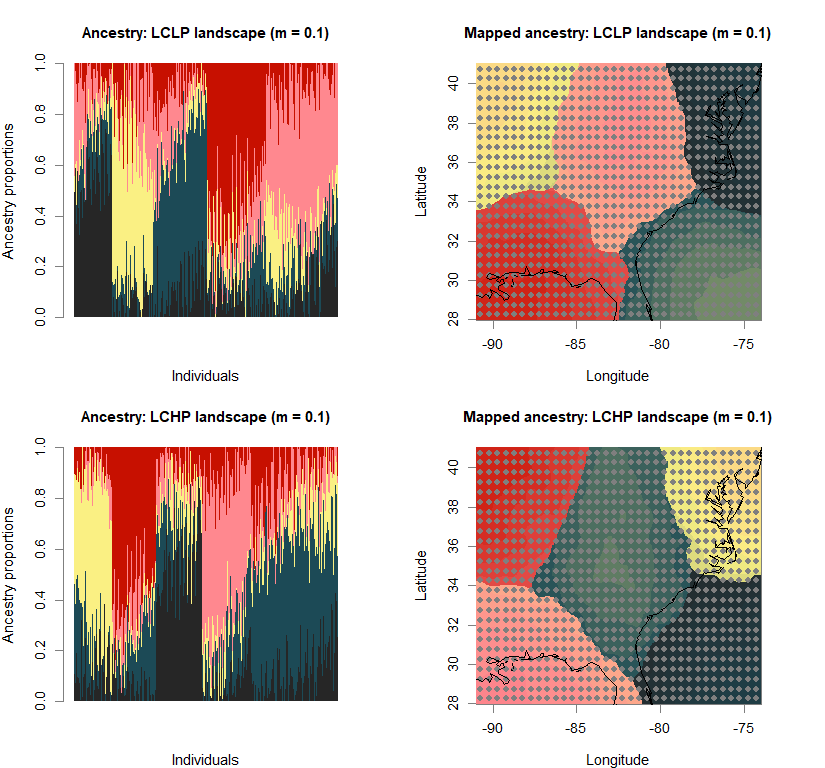 Ancestry: LCLP landscape (m = 0.1)
Ancestry proportions
0.0 0.2 0.4 0.6 0.8 1.0
Individuals
Mapped ancestry: LCLP landscape (m = 0.1)
Latitude
28 30 32 34 36 38 40
-90 -85 -80 -75
Longitude
Ancestry: LCHP landscape (m = 0.1)
Ancestry proportions
0.0 0.2 0.4 0.6 0.8 1.0
Individuals
Mapped ancestry: LCHP landscape (m = 0.1)
Latitude
28 30 32 34 36 38 40
-90 -85 -80 -75
Longitude